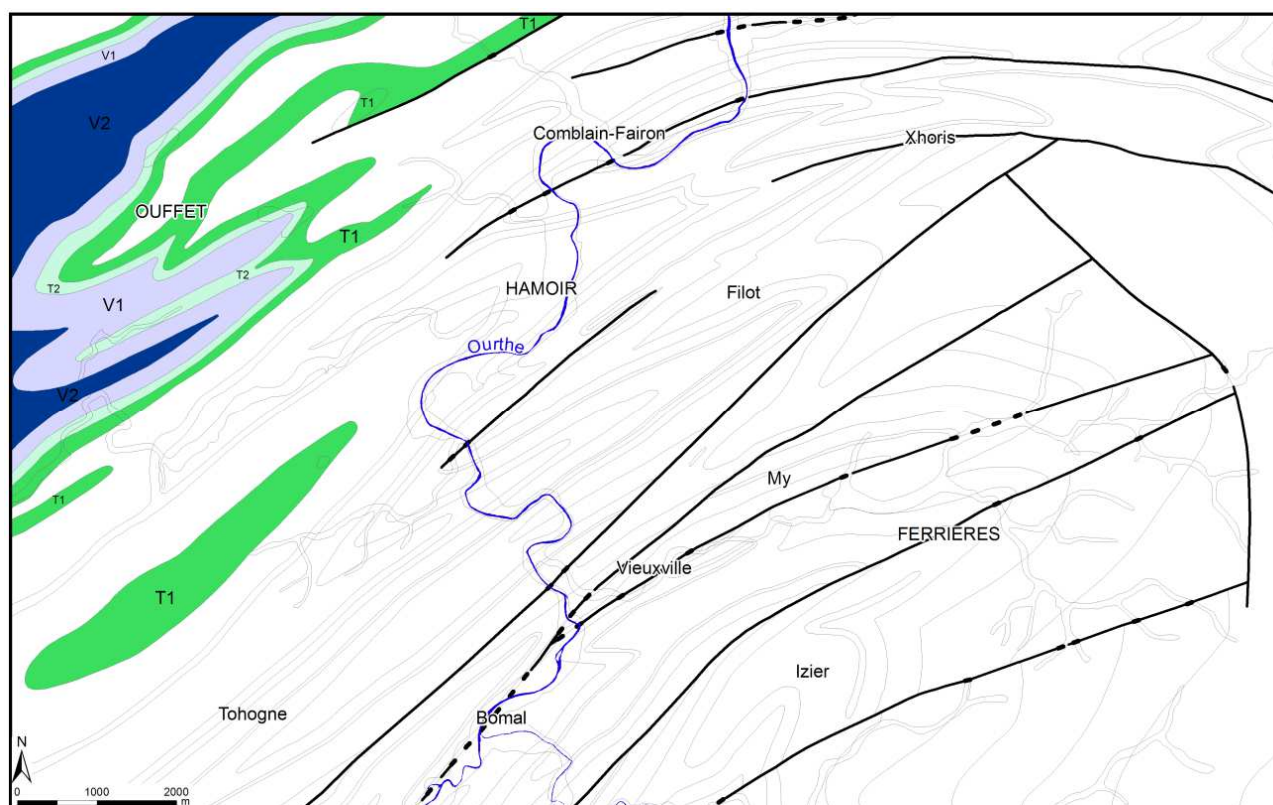 T1
V1
V2
T1
Comblain-Fairon
Xhoris
OUFFET
T1
T2
T2
HAMOIR
Filot
V1
Ourthe
V2
My
T1
FERRIÈRES
Vieuxville
T1
Izier
Tohogne
Bomal
N
0 1000 2000
m